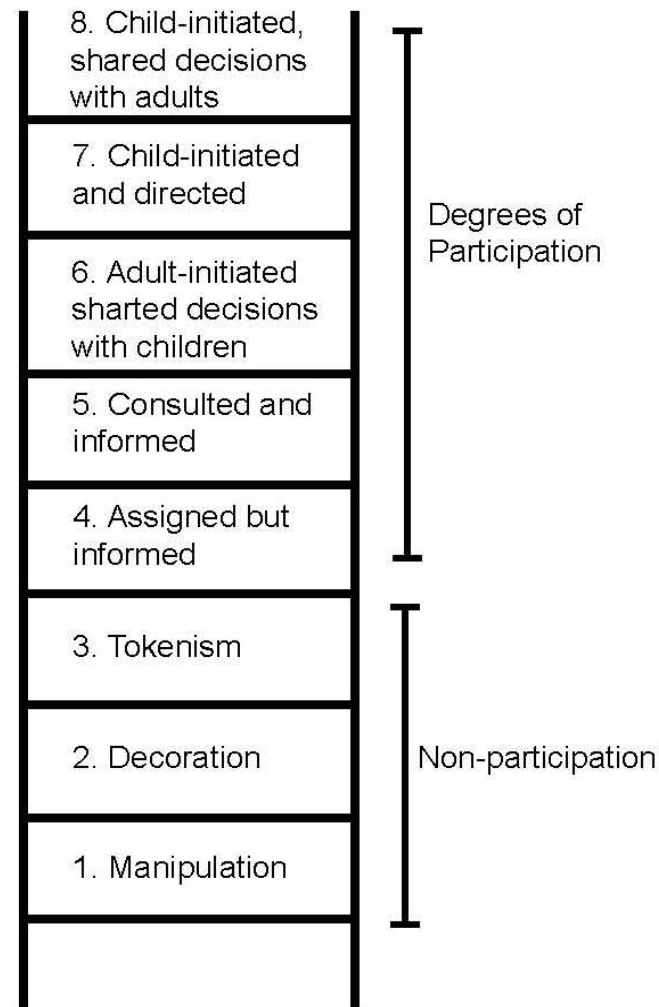 8. Child-initiated,
shared decisions
with adults
7. Child-initiated
and directed
6. Adult-initiated
sharted decisions
with children
5. Consulted and
informed
4. Assigned but
informed
3. Tokenism
2. Decoration
1. Manipulation
Degrees of
Participation
Non-participation